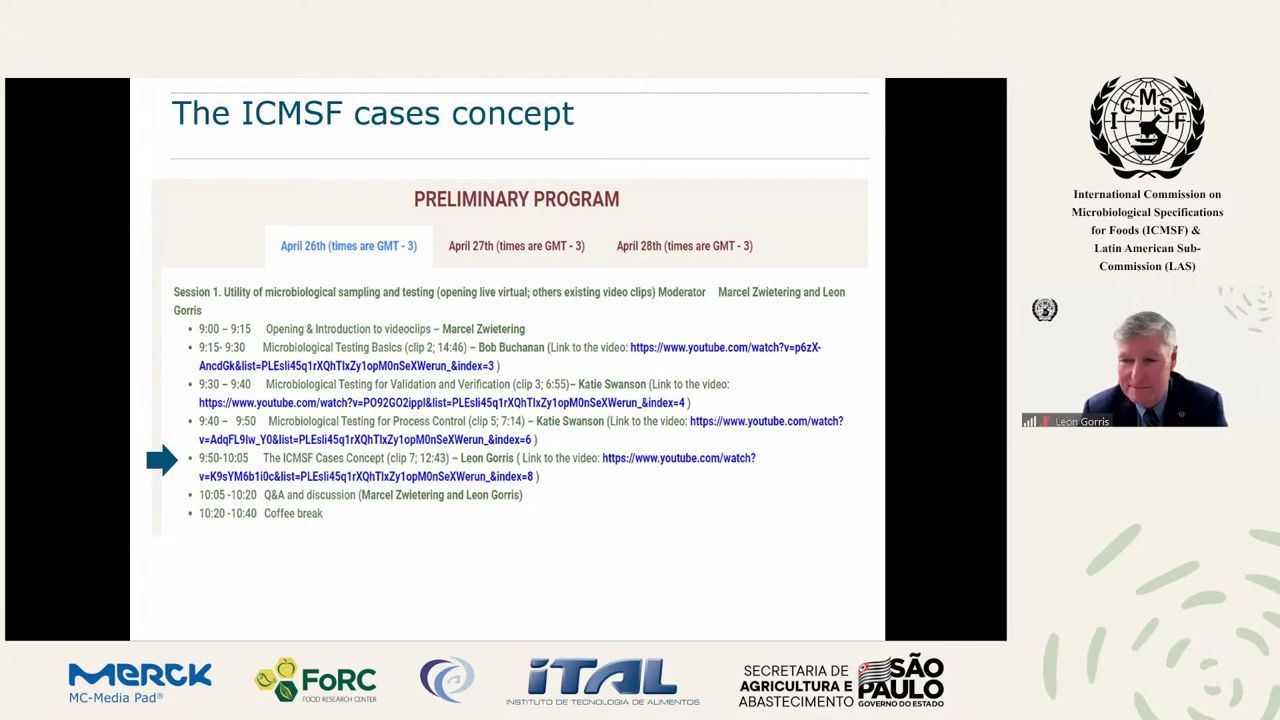 The ICMSF cases concept
PRELIMINARY PROGRAM
April 26th (times are GMT - 3)
April 27th (times are GMT - 3)
April 28th (times are GMT - 3)
Session 1. Utility of microbiological sampling and testing (opening live virtual; others existing video clips) Moderator Marcel Zwietering and Leon
Gorris
• 9:00 – 9:15 Opening & Introduction to videoclips – Marcel Zwietering
• 9:15- 9:30 Microbiological Testing Basics (clip 2; 14:46) – Bob Buchanan (Link to the video: https://www.youtube.com/watch?v=p6zX-
AncdGk&list=PLEsIi45q1rXQhTIxZy1opM0nSeXWerun_&index=3 )
• 9:30 – 9:40 Microbiological Testing for Validation and Verification (clip 3; 6:55)– Katie Swanson (Link to the video:
https://www.youtube.com/watch?v=PO92GO2ippI&list=PLEsIi45q1rXQhTIxZy1opM0nSeXWerun_&index=4 )
• 9:40 – 9:50 Microbiological Testing for Process Control (clip 5; 7:14) – Katie Swanson (Link to the video: https://www.youtube.com/watch?
v=AdqFL9Iw_Y0&list=PLEsIi45q1rXQhTIxZy1opM0nSeXWerun_&index=6 )
• 9:50-10:05 The ICMSF Cases Concept (clip 7; 12:43) – Leon Gorris ( Link to the video: https://www.youtube.com/watch?
v=K9sYM6b1i0c&list=PLEsIi45q1rXQhTIxZy1opM0nSeXWerun_&index=8 )
• 10:05 -10:20 Q&A and discussion (Marcel Zwietering and Leon Gorris)
• 10:20 -10:40 Coffee break
ICMSF
International Commission on
Microbiological Specifications
for Foods (ICMSF) &
Latin American Sub-
Commission (LAS)
Leon Gorris
MERCK
MC-Media Pad®
FoRC
FOOD RESEARCH CENTER
iTAL
INSTITUTO DE TECNOLOGIA DE ALIMENTOS
SECRETARIA DE
AGRICULTURA E
ABASTECIMENTO
SÃO
PAULO
GOVERNO DO ESTADO